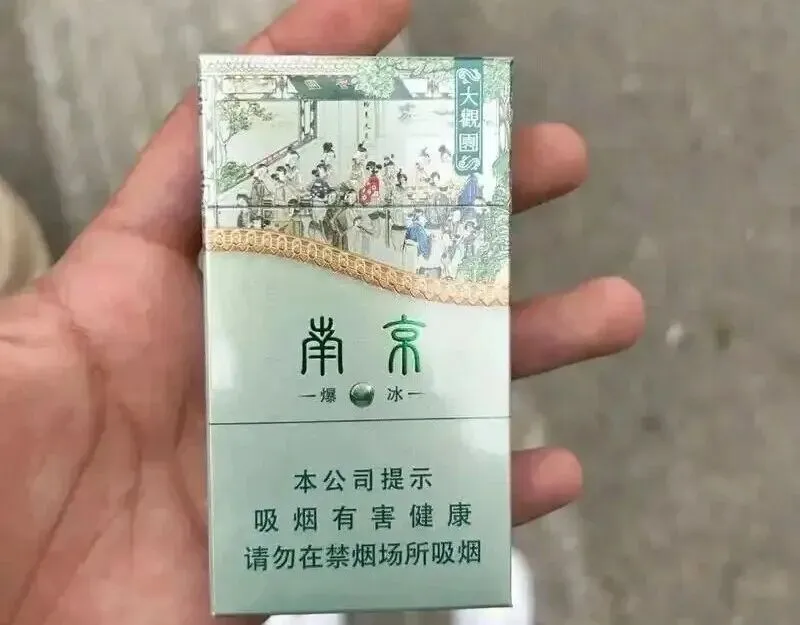 大觀園
南京
爆 冰
本公司提示
吸烟有害健康
请勿在禁烟场所吸烟